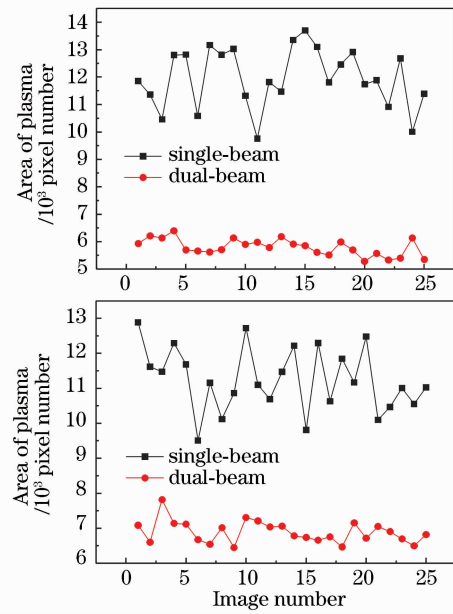 Area of plasma
/10³ pixel number
14
13
12
11
10
9
8
7
6
5
single-beam
dual-beam
0 5 10 15 20 25
Area of plasma
/10³ pixel number
13
12
11
10
9
8
7
6
single-beam
dual-beam
0 5 10 15 20 25
Image number